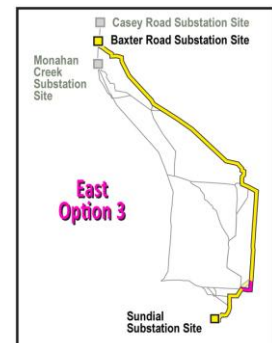 Casey Road Substation Site
Baxter Road Substation Site
Monahan
Creek
Substation
Site
East
Option 3
Sundial
Substation Site